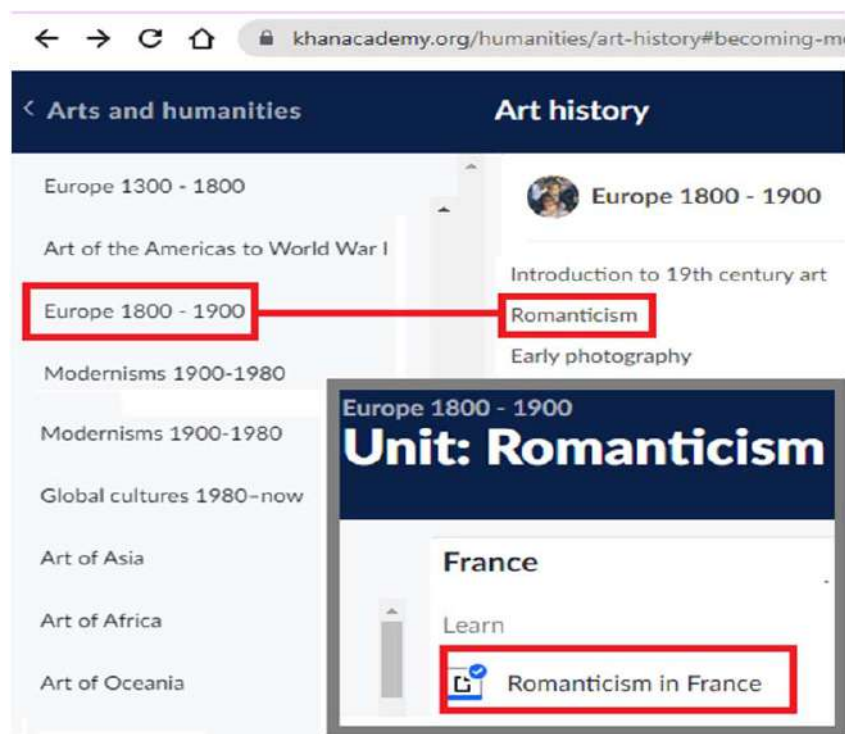 khanacademy.org/humanities/art-history#becoming-m
< Arts and humanities
Art history
Europe 1300 - 1800
Art of the Americas to World War I
Europe 1800 - 1900
Modernisms 1900-1980
Modernisms 1900-1980
Global cultures 1980–now
Art of Asia
Art of Africa
Art of Oceania
Europe 1800 - 1900
Introduction to 19th century art
Romanticism
Early photography
Europe 1800 - 1900
Unit: Romanticism
France
Learn
Romanticism in France